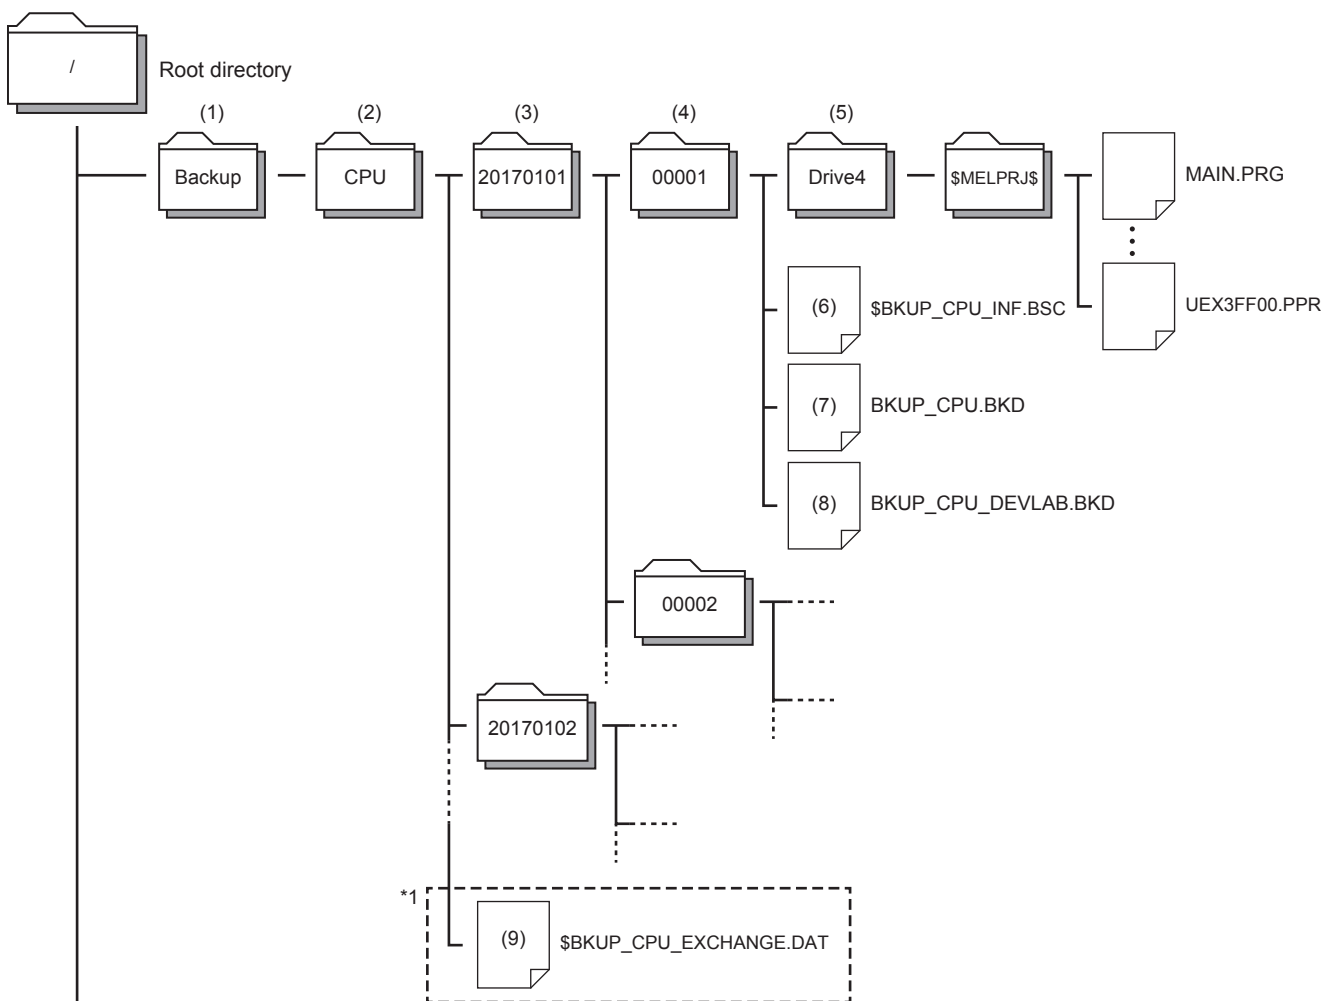 /
Root directory
(1)
(2)
(3)
(4)
(5)
Backup
CPU
20170101
00001
Drive4
$MELPRJ$
MAIN.PRG
UEX3FF00.PPR
(6)
$BKUP_CPU_INF.BSC
(7)
BKUP_CPU.BKD
(8)
BKUP_CPU_DEVLAB.BKD
00002
20170102
*1
(9)
$BKUP_CPU_EXCHANGE.DAT